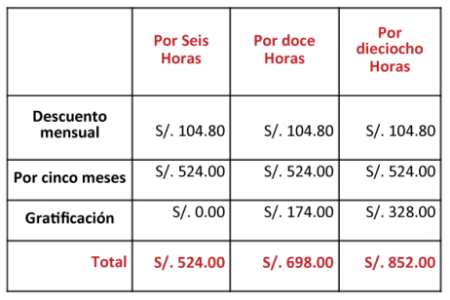 Por Seis Horas Por doce Horas Por dieciocho Horas
Descuento mensual S/. 104.80 S/. 104.80 S/. 104.80
Por cinco meses S/. 524.00 S/. 524.00 S/. 524.00
Gratificación S/. 0.00 S/. 174.00 S/. 328.00
Total S/. 524.00 S/. 698.00 S/. 852.00